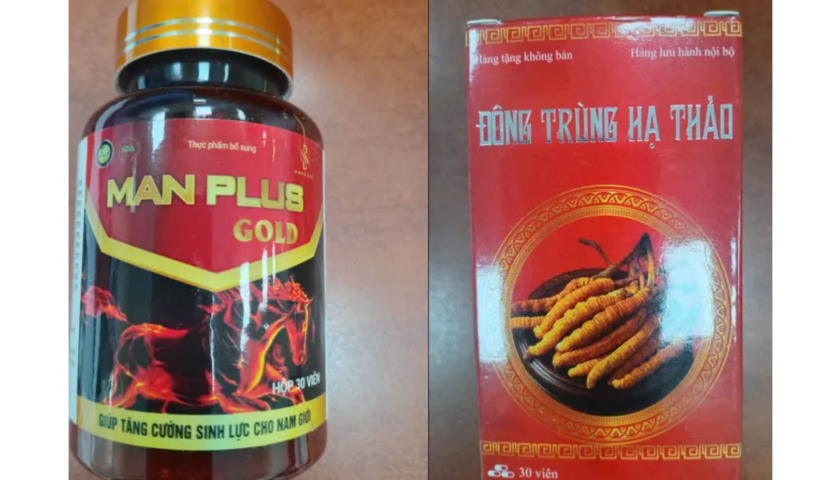 Thực phẩm bổ sung
MAN PLUS
GOLD
HỘP 30 VIÊN
GIÚP TĂNG CƯỜNG SINH LỰC CHO NAM GIỚI
Hàng tặng không bán
Hàng lưu hành nội bộ
ĐÔNG TRÙNG HẠ THẢO
30 viên